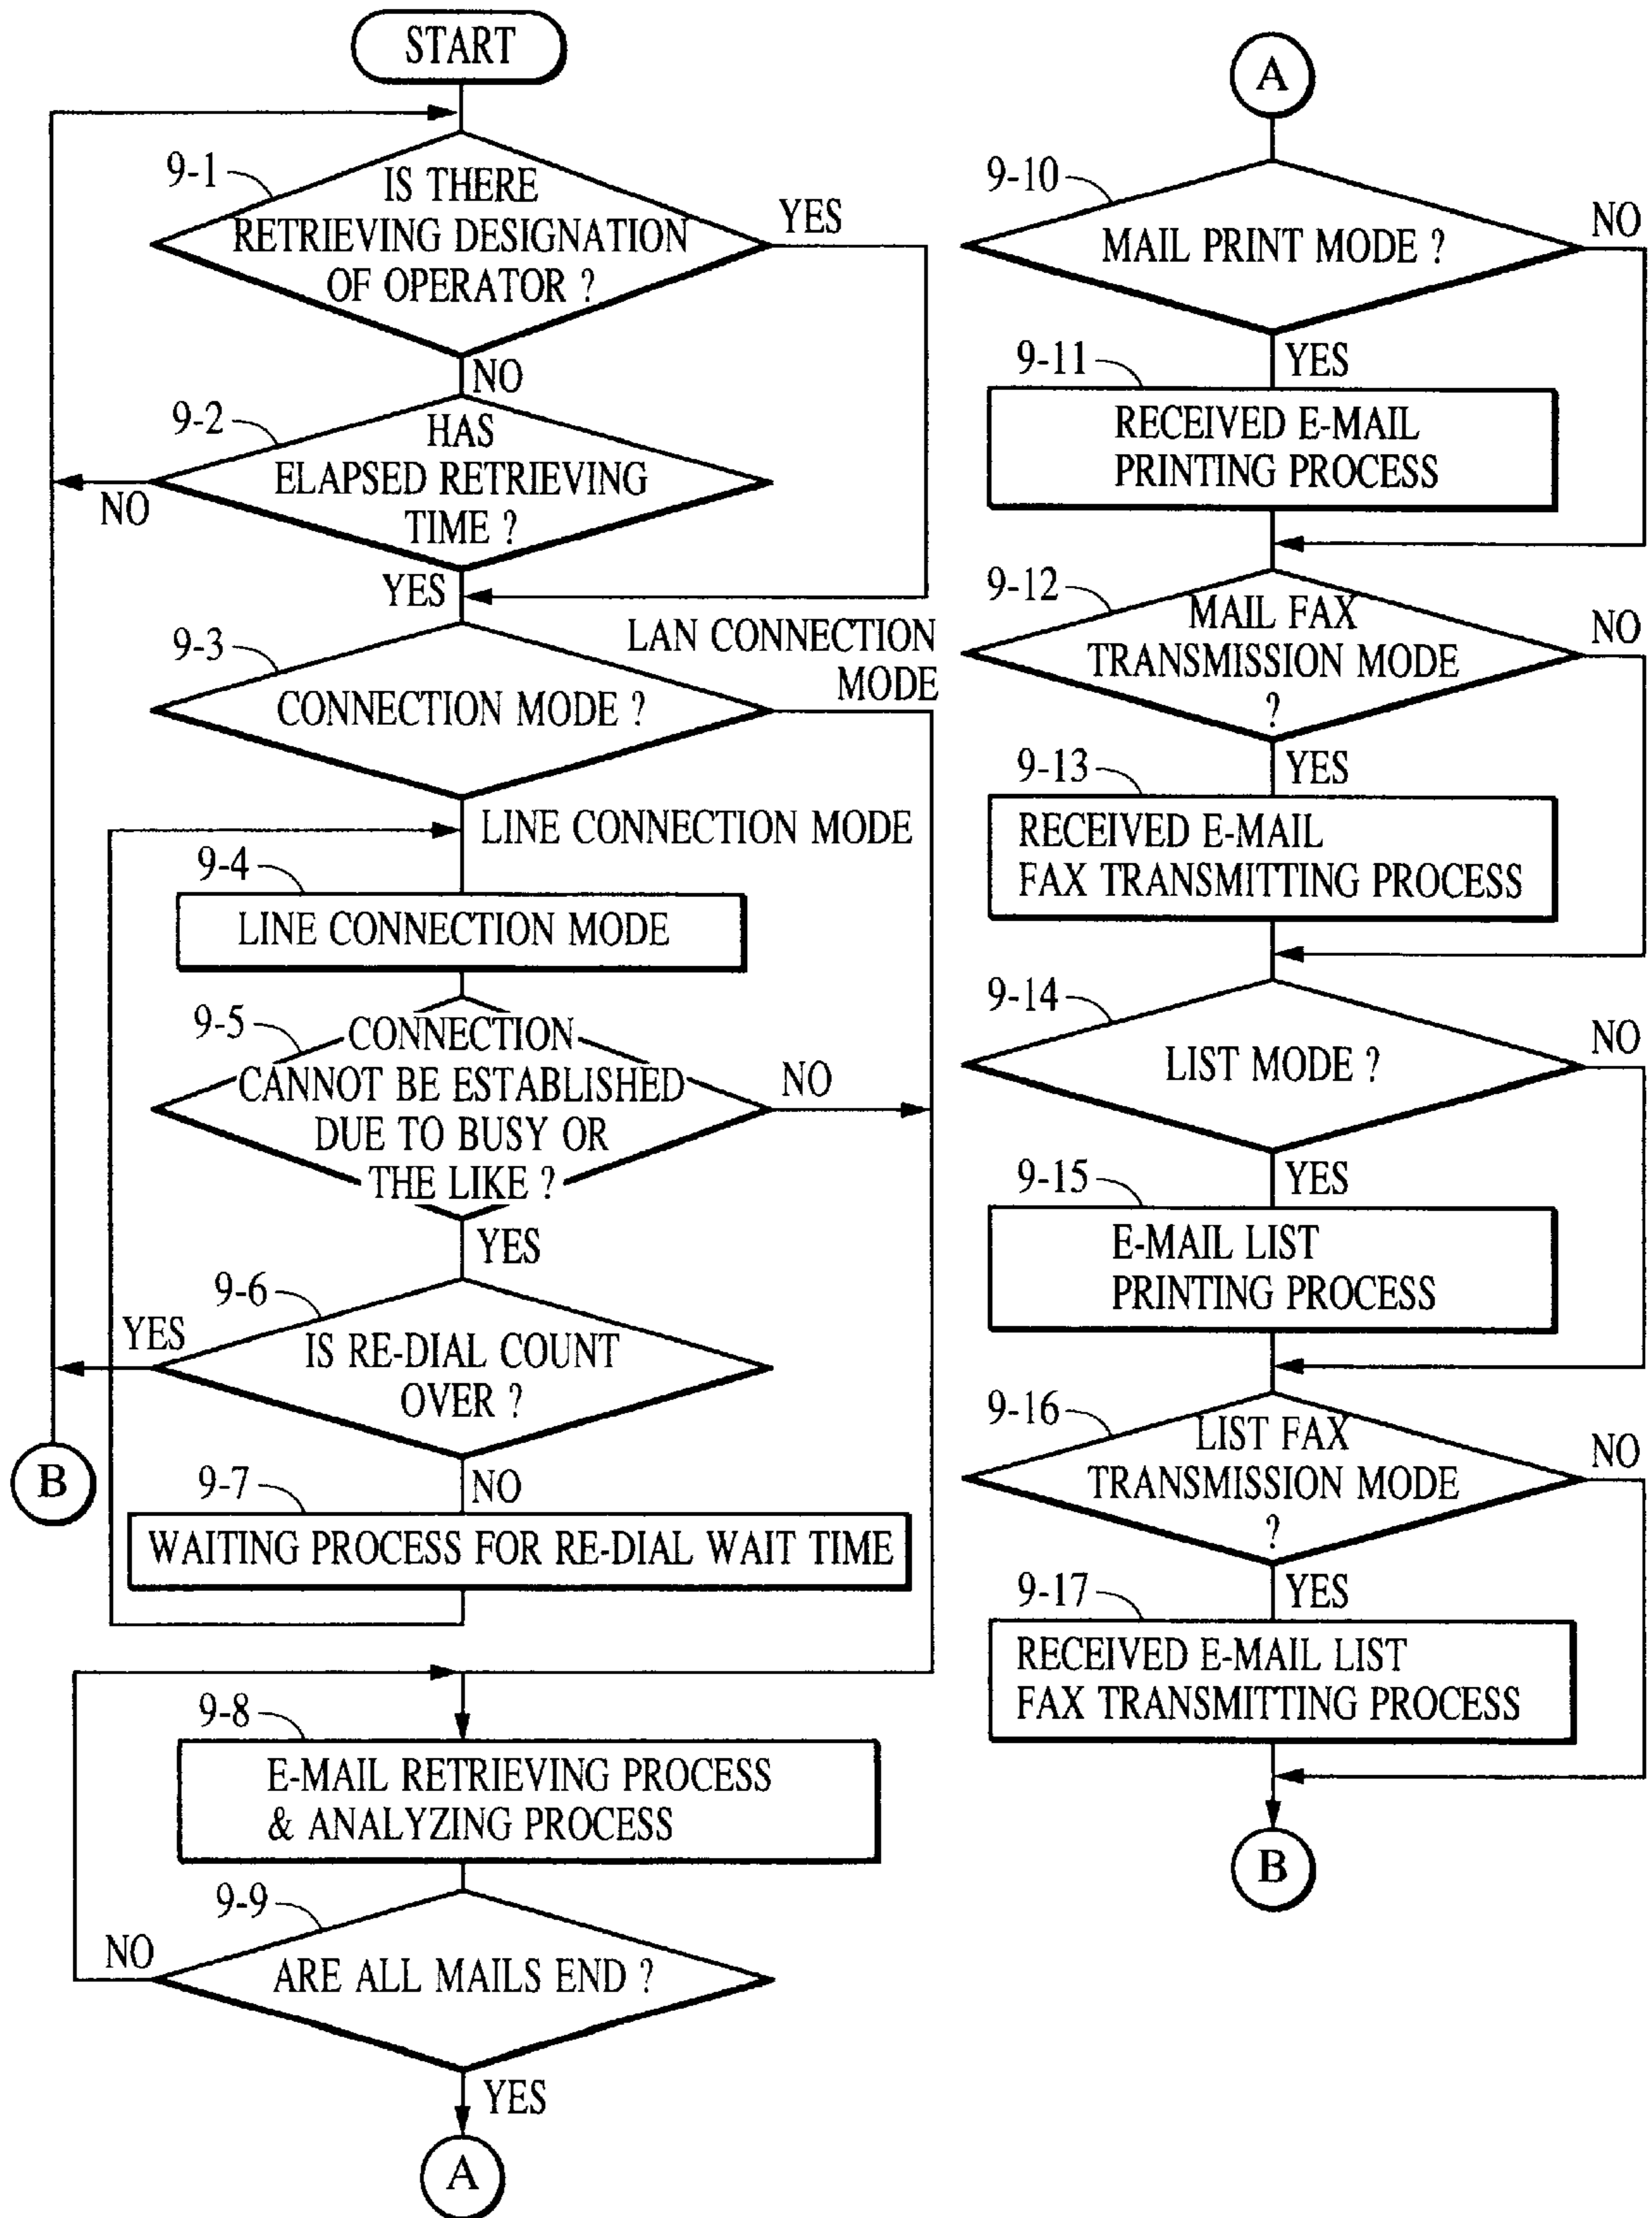 START
9-1
IS THERE
RETRIEVING DESIGNATION
OF OPERATOR ?
YES
NO
9-2
HAS
ELAPSED RETRIEVING
TIME ?
NO
YES
9-3
LAN CONNECTION
MODE
CONNECTION MODE ?
LINE CONNECTION MODE
9-4
LINE CONNECTION MODE
9-5
CONNECTION
CANNOT BE ESTABLISHED
DUE TO BUSY OR
THE LIKE ?
NO
YES
9-6
YES
IS RE-DIAL COUNT
OVER ?
B
9-7
NO
WAITING PROCESS FOR RE-DIAL WAIT TIME
9-8
E-MAIL RETRIEVING PROCESS
& ANALYZING PROCESS
9-9
NO
ARE ALL MAILS END ?
YES
A
A
9-10
MAIL PRINT MODE ?
NO
9-11
YES
RECEIVED E-MAIL
PRINTING PROCESS
9-12
MAIL FAX
TRANSMISSION MODE
?
NO
9-13
YES
RECEIVED E-MAIL
FAX TRANSMITTING PROCESS
9-14
LIST MODE ?
NO
9-15
YES
E-MAIL LIST
PRINTING PROCESS
9-16
LIST FAX
TRANSMISSION MODE
?
NO
9-17
YES
RECEIVED E-MAIL LIST
FAX TRANSMITTING PROCESS
B